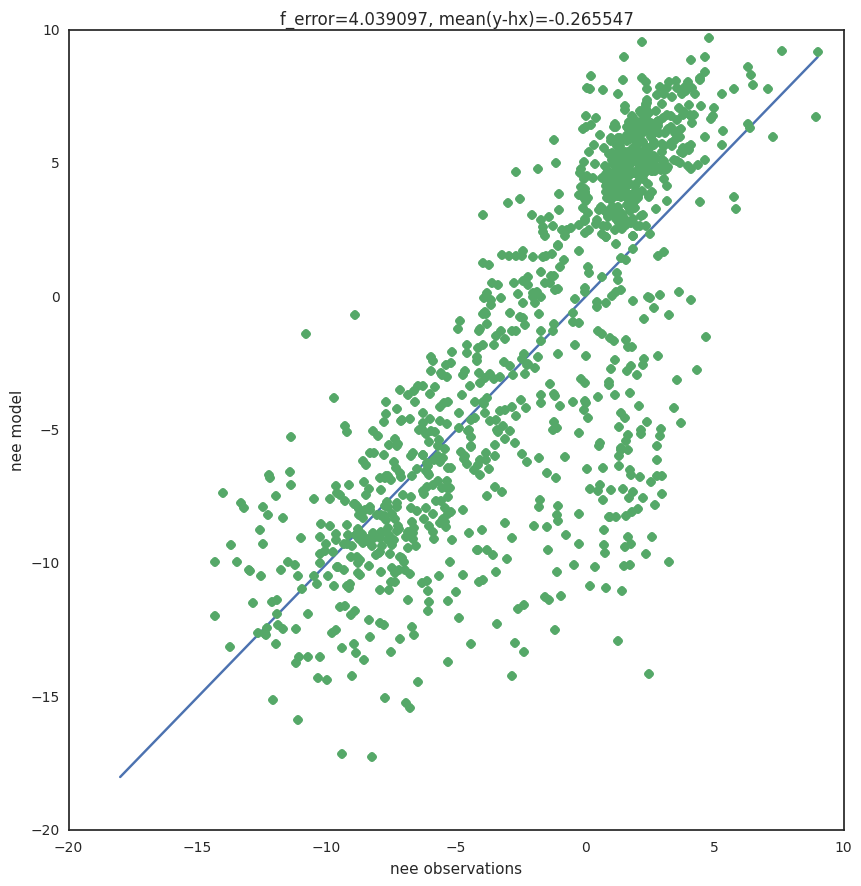 f_error=4.039097, mean(y-hx)=-0.265547
10
5
0
−5
−10
−15
−20
nee model
−20 −15 −10 −5 0 5 10
nee observations